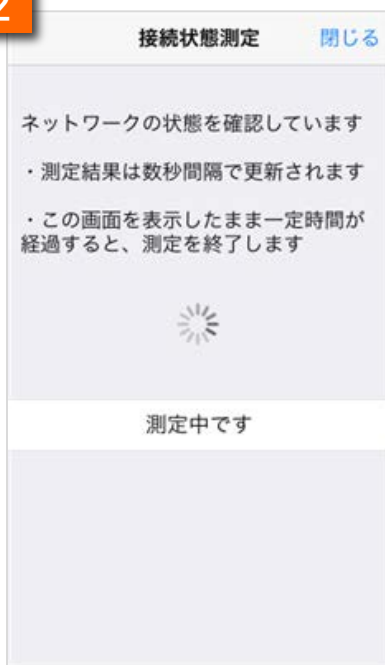 2
接続状態測定 閉じる
ネットワークの状態を確認しています
・測定結果は数秒間隔で更新されます
・この画面を表示したまま一定時間が
経過すると、測定を終了します
測定中です